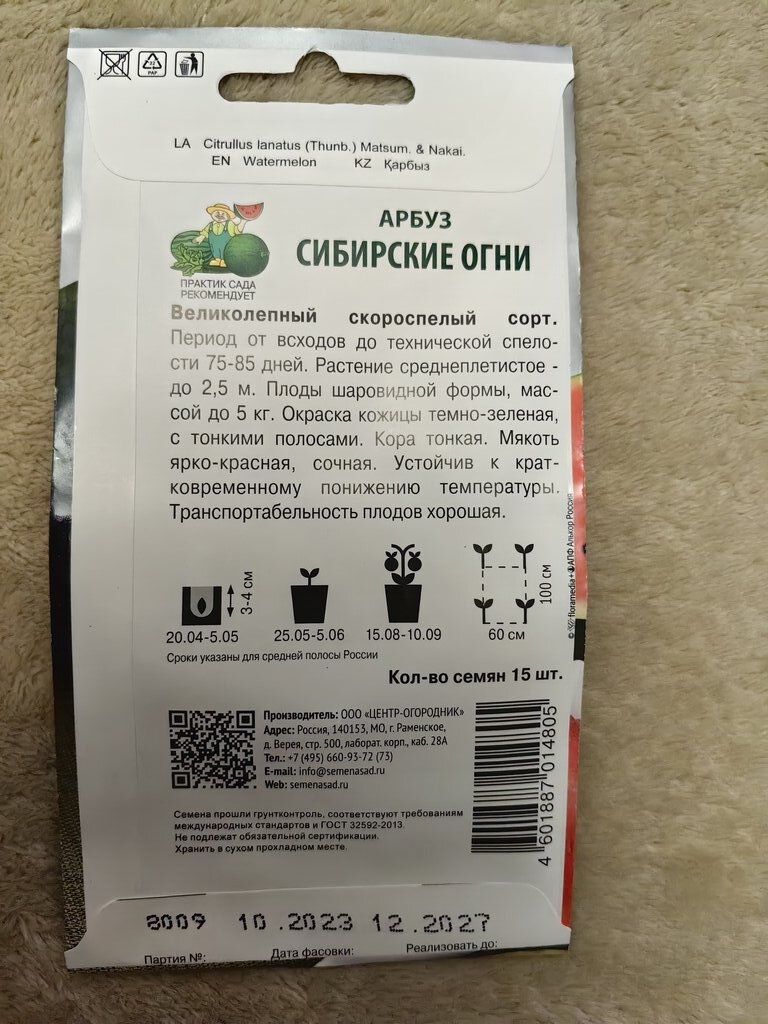 PAP
LA Citrullus lanatus (Thunb.) Matsum. & Nakai.
EN Watermelon KZ Қарбыз
АРБУЗ
СИБИРСКИЕ ОГНИ
ПРАКТИК САДА
РЕКОМЕНДУЕТ
Великолепный скороспелый сорт.
Период от всходов до технической спело-
сти 75-85 дней. Растение среднеплетистое -
до 2,5 м. Плоды шаровидной формы, мас-
сой до 5 кг. Окраска кожицы темно-зеленая,
с тонкими полосами. Кора тонкая. Мякоть
ярко-красная, сочная. Устойчив к крат-
ковременному понижению температуры.
Транспортабельность плодов хорошая.
3-4 см
100 см
20.04-5.05 25.05-5.06 15.08-10.09 60 см
Сроки указаны для средней полосы России
Кол-во семян 15 шт.
Производитель: ООО «ЦЕНТР-ОГОРОДНИК»
Адрес: Россия, 140153, МО, г. Раменское,
д. Верея, стр. 500, лаборат. корп., каб. 28А
Тел.: +7 (495) 660-93-72 (73)
E-mail: info@semenasad.ru
Web: semenasad.ru
4 601887 014805
Семена прошли грунтконтроль, соответствуют требованиям
международных стандартов и ГОСТ 32592-2013.
Не подлежат обязательной сертификации.
Хранить в сухом прохладном месте.
8009 10.2023 12.2027
Партия №: Дата фасовки: Реализовать до:
floramedia+ АПФ Алькор Россия